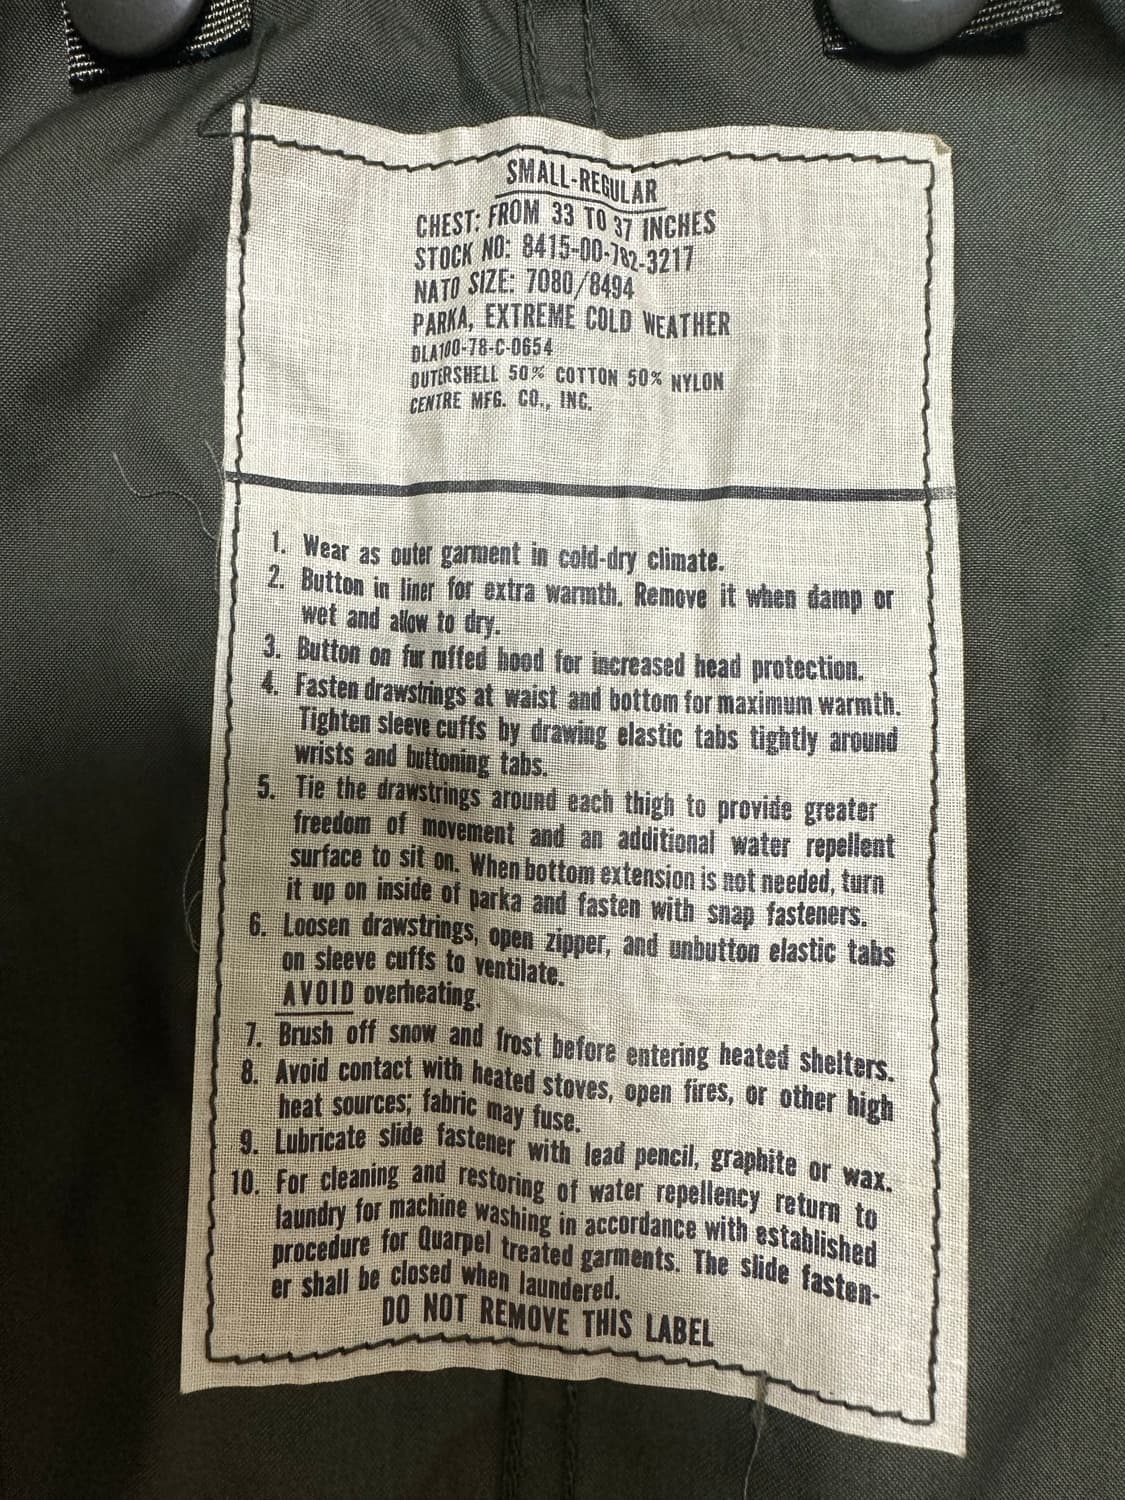 SMALL-REGULAR
CHEST: FROM 33 TO 37 INCHES
STOCK NO: 8415-00-782-3217
NATO SIZE: 7080/8494
PARKA, EXTREME COLD WEATHER
DLA100-78-C-0654
OUTERSHELL 50% COTTON 50% NYLON
CENTRE MFG. CO., INC.
1. Wear as outer garment in cold-dry climate.
2. Button in liner for extra warmth. Remove it when damp or
wet and allow to dry.
3. Button on fur ruffed hood for increased head protection.
4. Fasten drawstrings at waist and bottom for maximum warmth.
Tighten sleeve cuffs by drawing elastic tabs tightly around
wrists and buttoning tabs.
5. Tie the drawstrings around each thigh to provide greater
freedom of movement and an additional water repellent
surface to sit on. When bottom extension is not needed, turn
it up on inside of parka and fasten with snap fasteners.
6. Loosen drawstrings, open zipper, and unbutton elastic tabs
on sleeve cuffs to ventilate.
AVOID overheating.
7. Brush off snow and frost before entering heated shelters.
8. Avoid contact with heated stoves, open fires, or other high
heat sources; fabric may fuse.
9. Lubricate slide fastener with lead pencil, graphite or wax.
10. For cleaning and restoring of water repellency return to
laundry for machine washing in accordance with established
procedure for Quarpel treated garments. The slide fasten-
er shall be closed when laundered.
DO NOT REMOVE THIS LABEL